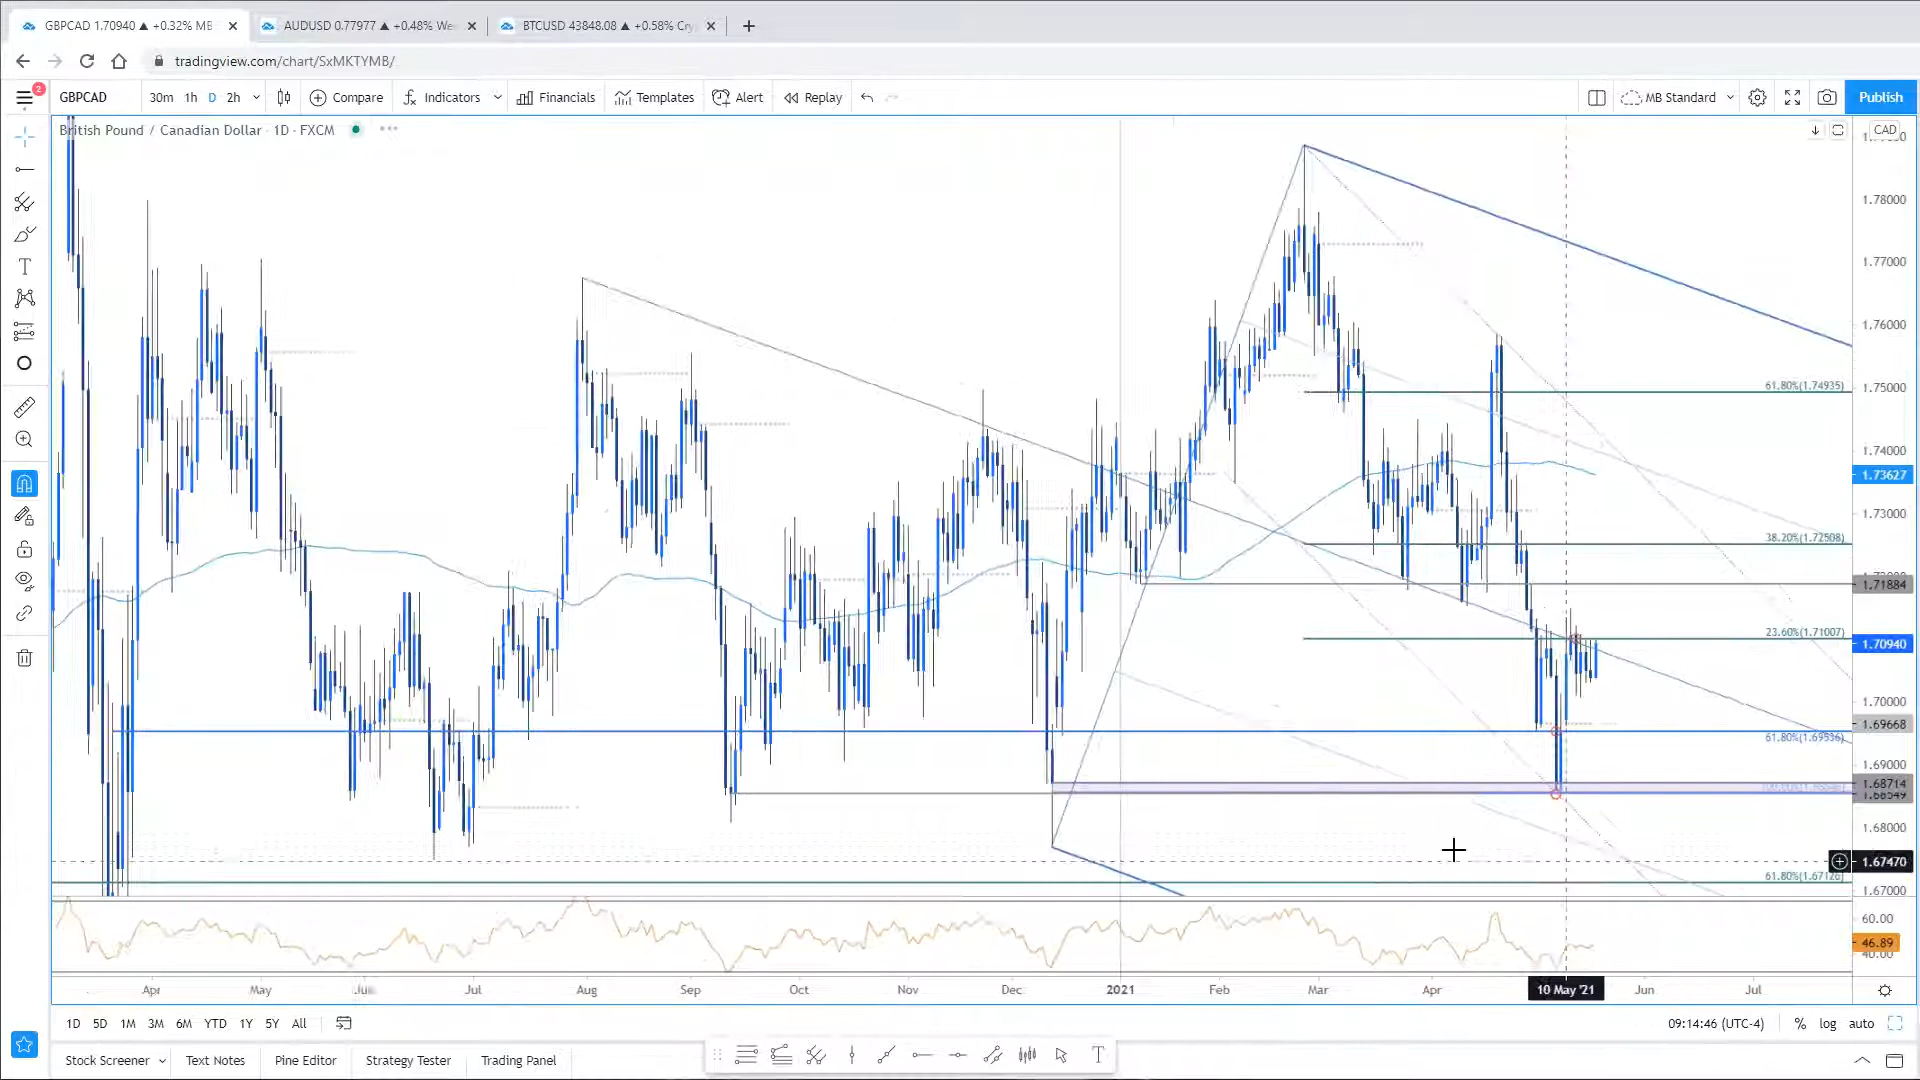 GBPCAD 1.70940 ▲ +0.32% MB
AUDUSD 0.77977 ▲ +0.48% We
BTCUSD 43848.08 ▲ +0.58% Cry
tradingview.com/chart/SxMKTYMB/
2
GBPCAD
30m 1h D 2h
Compare
Indicators
Financials
Templates
Alert
Replay
MB Standard
Publish
British Pound / Canadian Dollar · 1D · FXCM
CAD
1.78000
1.77000
1.76000
61.80%(1.74935)
1.75000
1.74000
1.73627
1.73000
38.20%(1.72508)
1.71884
23.60%(1.71007)
1.70940
1.70000
1.69668
61.80%(1.69536)
1.69000
1.68714
1.68549
1.68000
1.67470
61.80%(1.67126)
1.67000
60.00
46.89
40.00
Apr May Jun Jul Aug Sep Oct Nov Dec 2021 Feb Mar Apr 10 May '21 Jun Jul
1D 5D 1M 3M 6M YTD 1Y 5Y All
09:14:46 (UTC-4) % log auto
Stock Screener Text Notes Pine Editor Strategy Tester Trading Panel